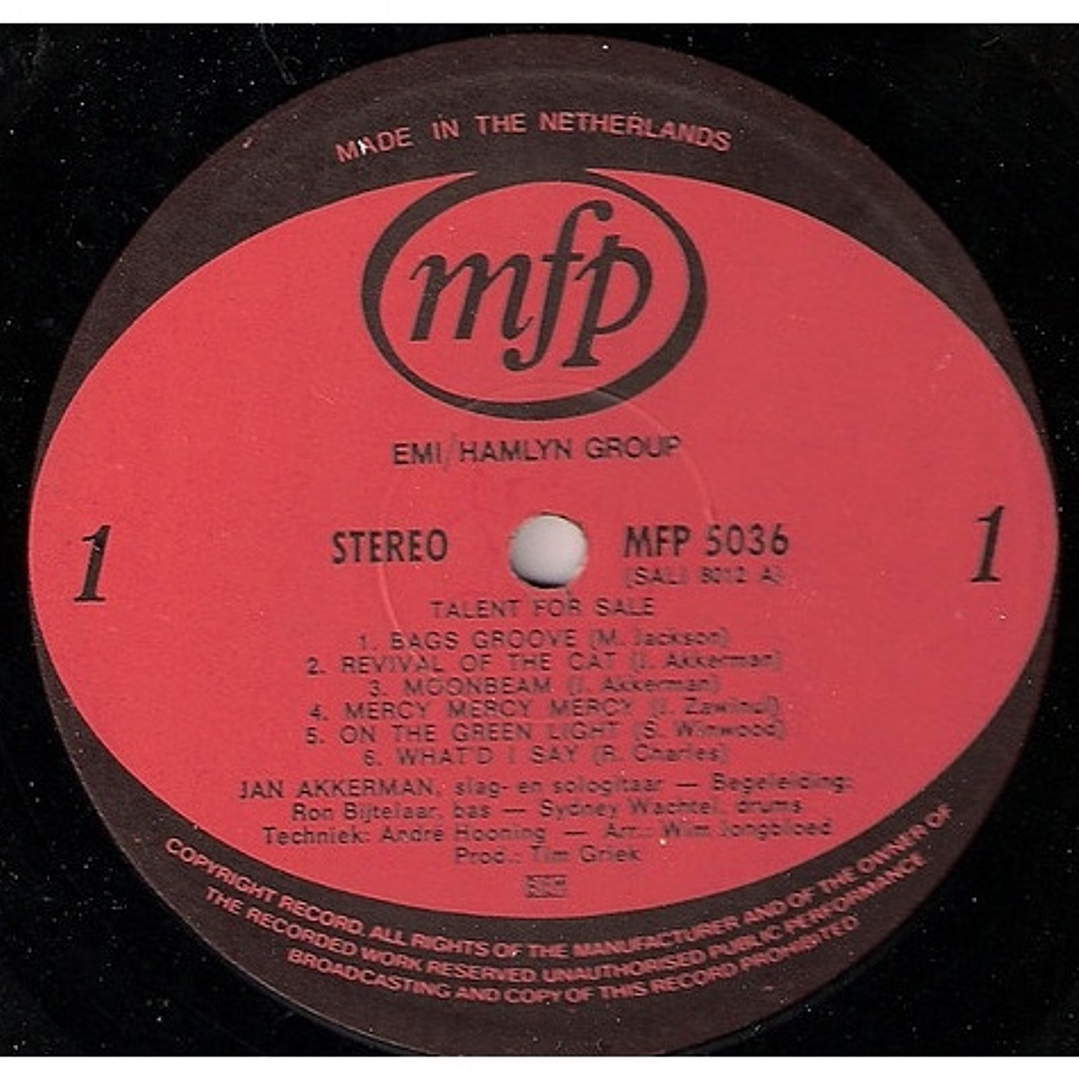 MADE IN THE NETHERLANDS
mfp
EMI/HAMLYN GROUP
1
STEREO
MFP 5036
1
(SALI 8012 A)
TALENT FOR SALE
1. BAGS GROOVE (M. Jackson)
2. REVIVAL OF THE CAT (J. Akkerman)
3. MOONBEAM (J. Akkerman)
4. MERCY MERCY MERCY (J. Zawinul)
5. ON THE GREEN LIGHT (S. Winwood)
6. WHAT'D I SAY (R. Charles)
JAN AKKERMAN, slag- en sologitaar — Begeleiding:
Ron Bijtelaar, bas — Sydney Wachtel, drums
Techniek: André Hooning — Arr.: Wim Jongbloed
Prod.: Tim Griek
COPYRIGHT RECORD. ALL RIGHTS OF THE MANUFACTURER AND OF THE OWNER OF
THE RECORDED WORK RESERVED. UNAUTHORISED PUBLIC PERFORMANCE
BROADCASTING AND COPY OF THIS RECORD PROHIBITED